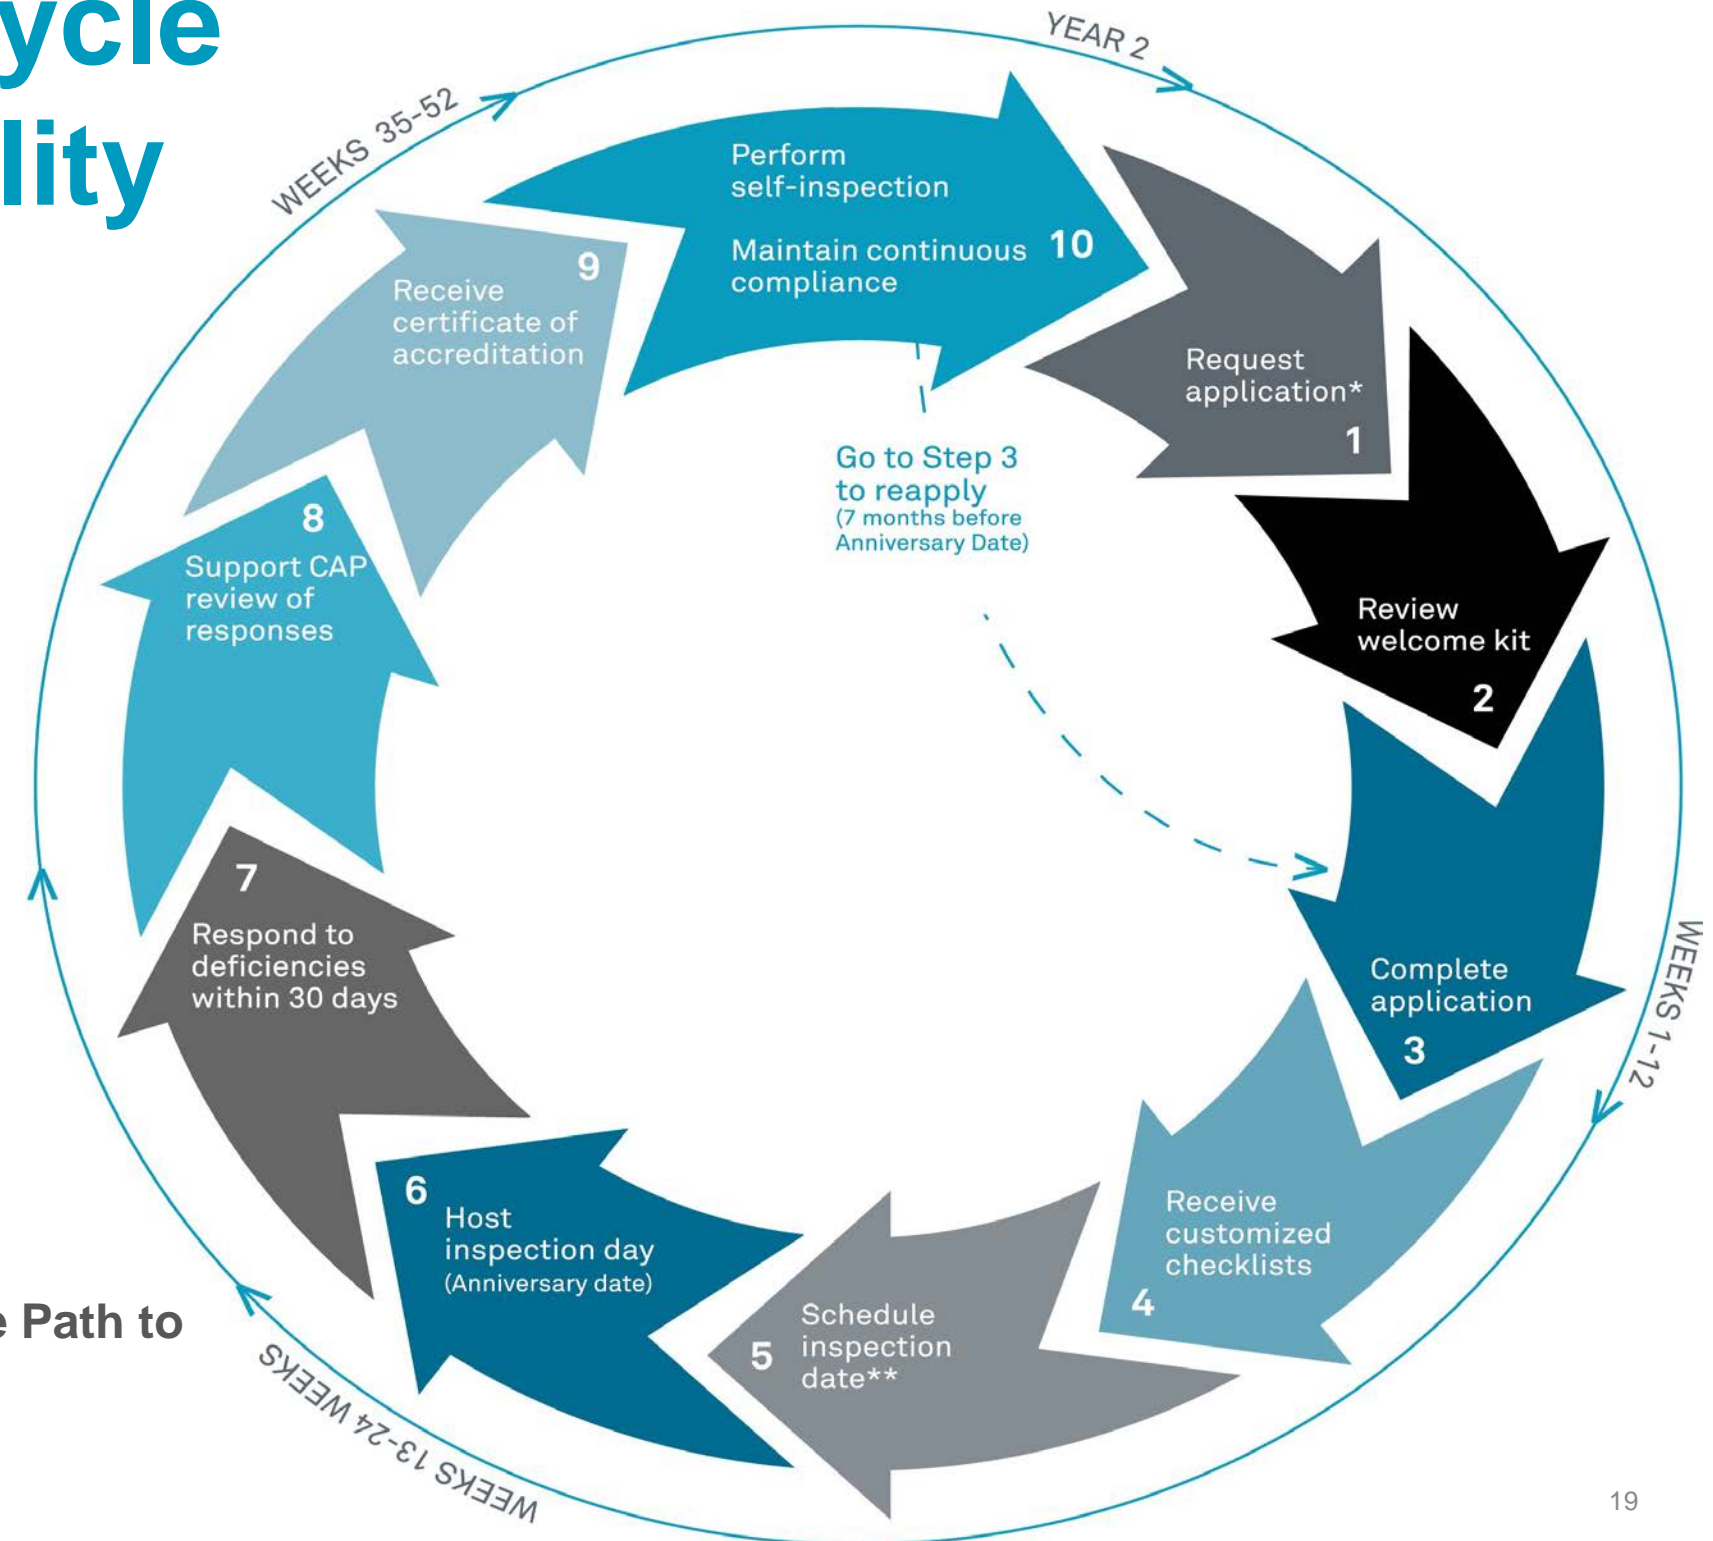 ycle
lity
YEAR 2
WEEKS 35-52
Perform
self-inspection
Maintain continuous
compliance
10
Request
application*
1
Review
welcome kit
2
Complete
application
3
WEEKS 1-12
Receive
customized
checklists
4
Schedule
inspection
date**
5
6
Host
inspection day
(Anniversary date)
WEEEKS 13-24 WEEKS
7
Respond to
deficiencies
within 30 days
8
Support CAP
review of
responses
9
Receive
certificate of
accreditation
Go to Step 3
to reapply
(7 months before
Anniversary Date)
e Path to
19